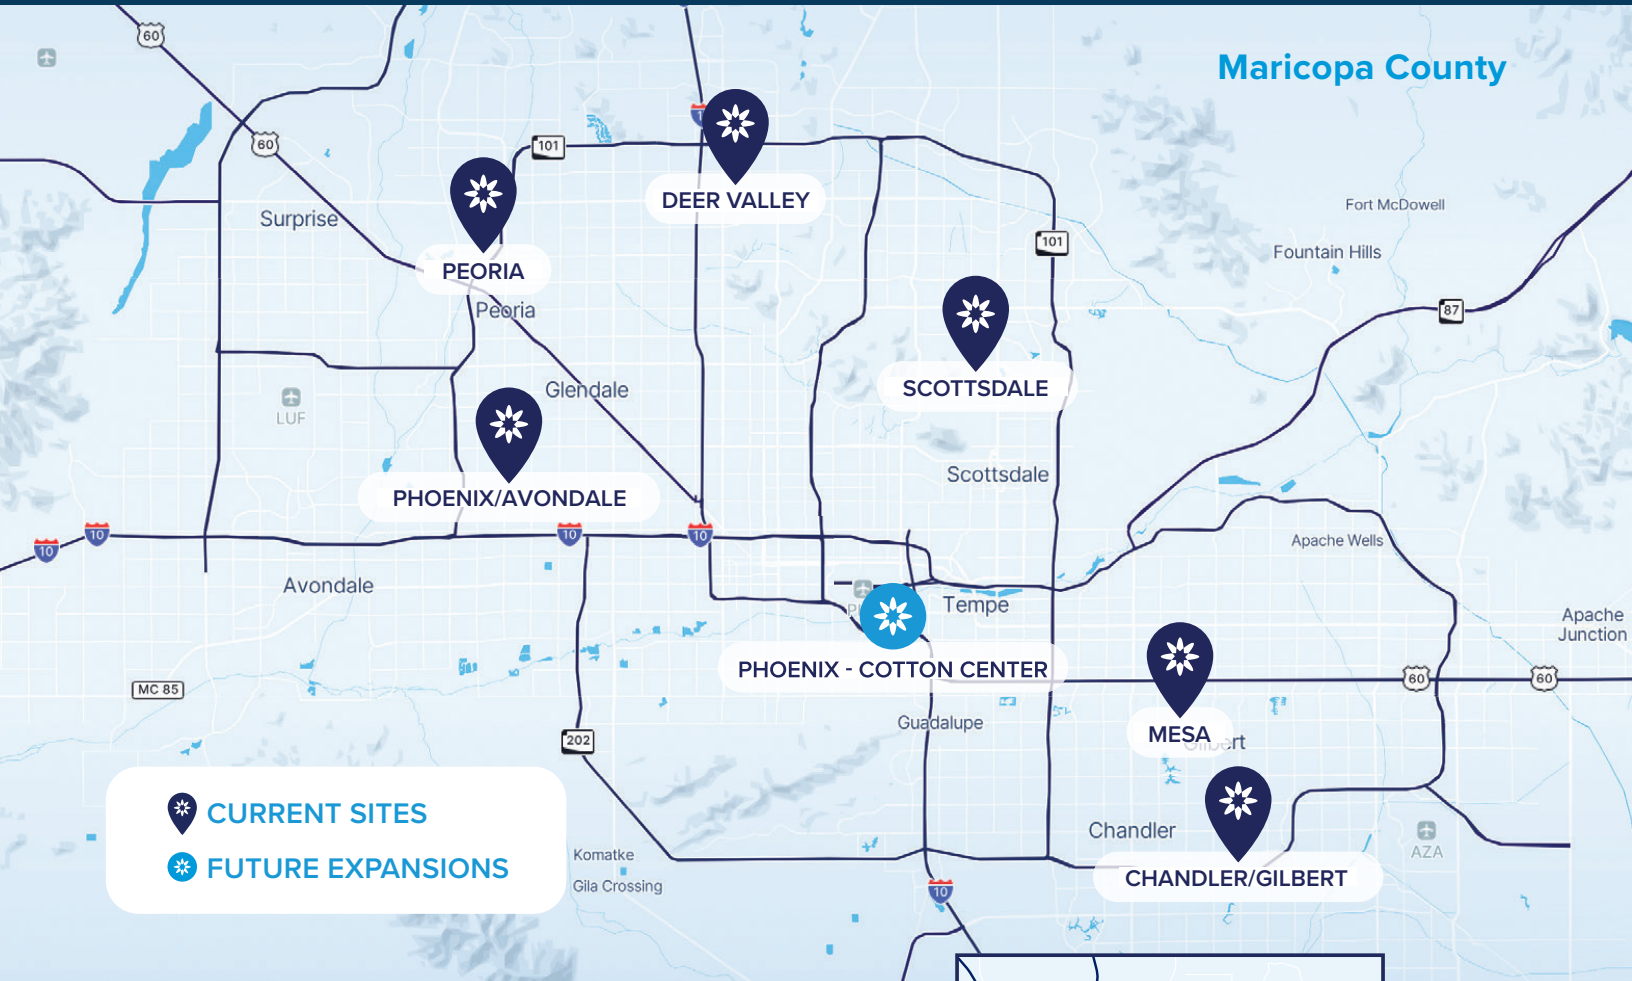 60
Maricopa County
60
101
DEER VALLEY
Surprise
Fort McDowell
101
Fountain Hills
PEORIA
Peoria
87
SCOTTSDALE
Glendale
LUF
Scottsdale
PHOENIX/AVONDALE
10
10
10
10
Apache Wells
Avondale
Tempe
Apache
Junction
PHOENIX - COTTON CENTER
60
60
MC 85
Guadalupe
MESA
202
CURRENT SITES
Chandler
AZA
Komatke
FUTURE EXPANSIONS
CHANDLER/GILBERT
Gila Crossing
10